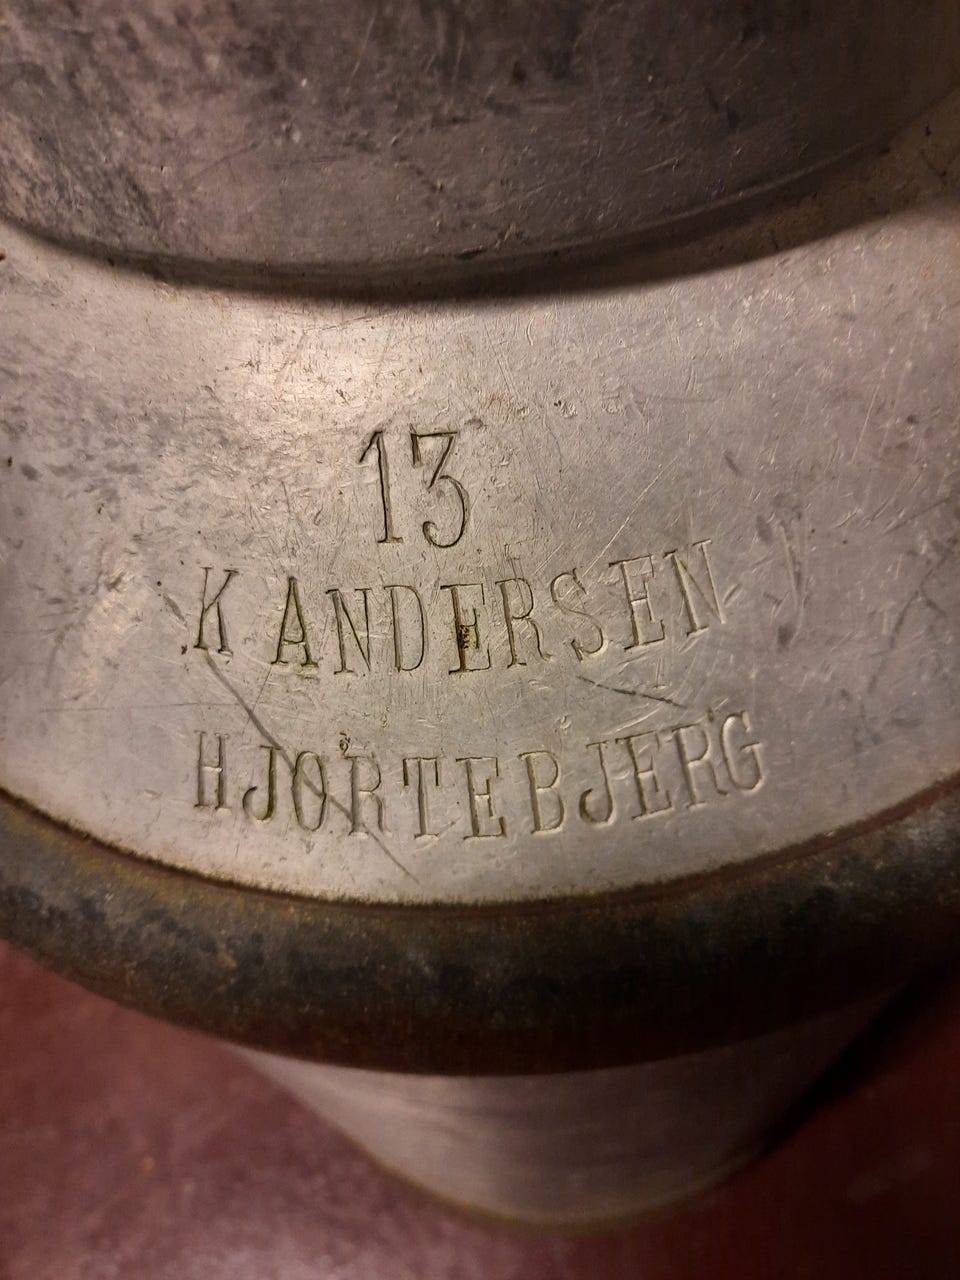 13
K ANDERSEN
HJORTEBJERG